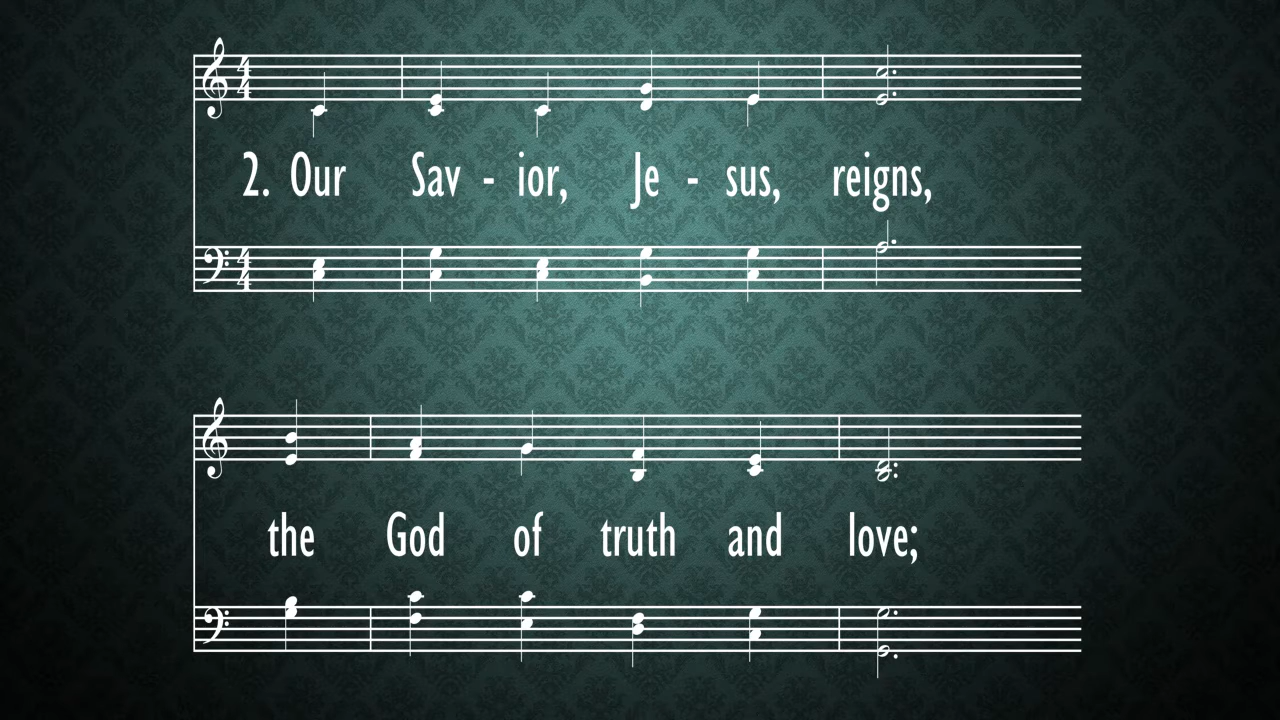 2. Our Sav - ior, Je - sus, reigns,
the God of truth and love;